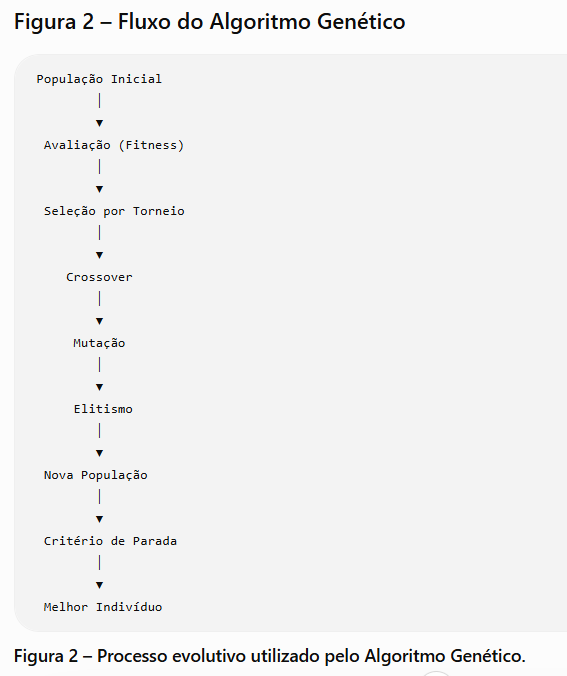 Figura 2 – Fluxo do Algoritmo Genético
População Inicial
│
▼
Avaliação (Fitness)
│
▼
Seleção por Torneio
│
▼
Crossover
│
▼
Mutação
│
▼
Elitismo
│
▼
Nova População
│
▼
Critério de Parada
│
▼
Melhor Indivíduo
Figura 2 – Processo evolutivo utilizado pelo Algoritmo Genético.